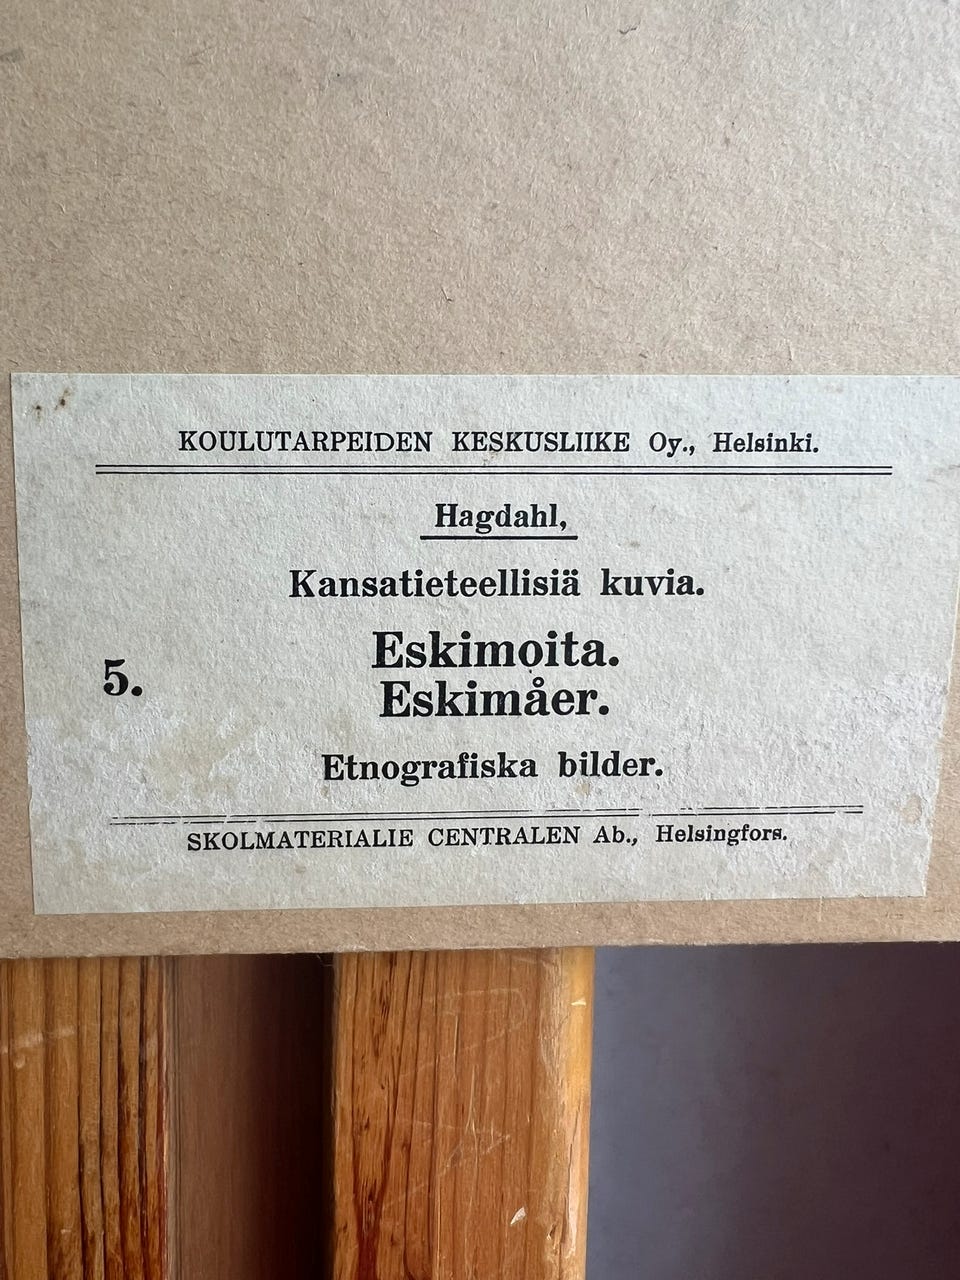 KOULUTARPEIDEN KESKUSLIIKE Oy., Helsinki.
Hagdahl,
Kansatieteellisiä kuvia.
5.
Eskimoita.
Eskimåer.
Etnografiska bilder.
SKOLMATERIALIE CENTRALEN Ab., Helsingfors.